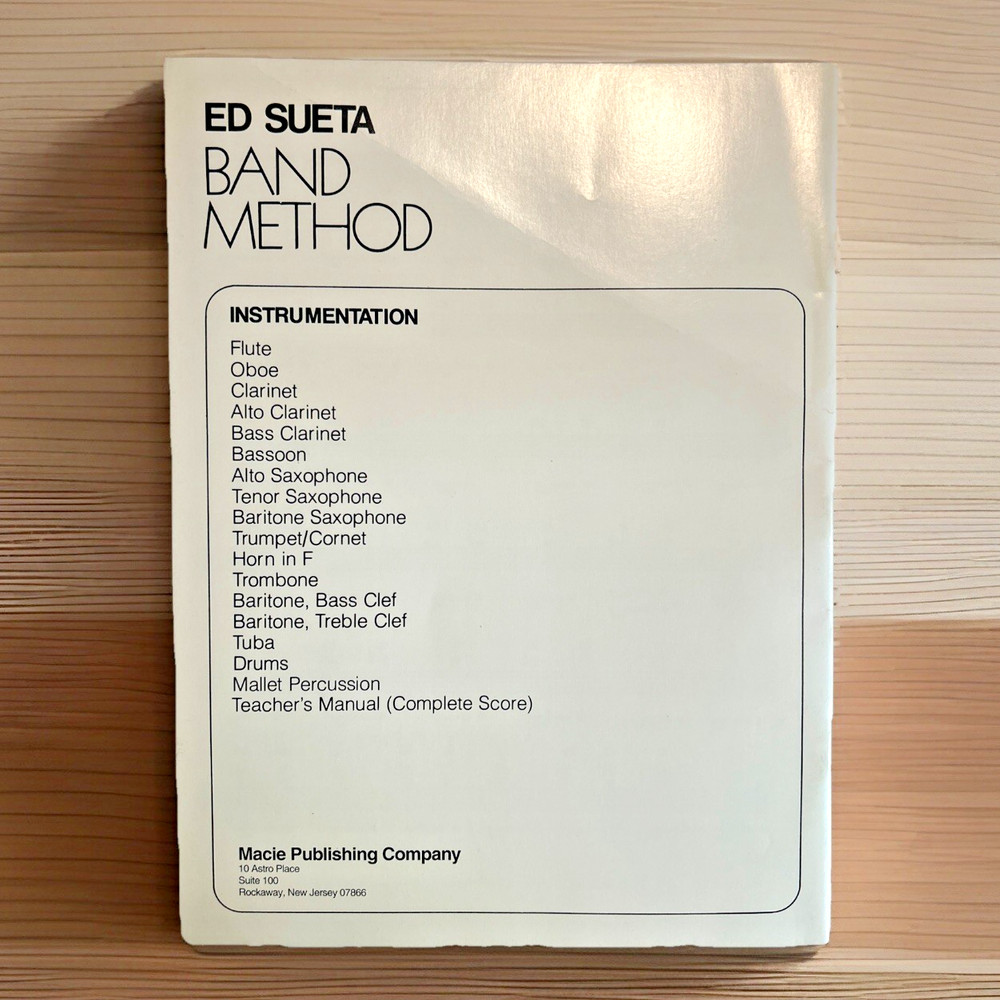 ED SUETA
BAND
METHOD
INSTRUMENTATION
Flute
Oboe
Clarinet
Alto Clarinet
Bass Clarinet
Bassoon
Alto Saxophone
Tenor Saxophone
Baritone Saxophone
Trumpet/Cornet
Horn in F
Trombone
Baritone, Bass Clef
Baritone, Treble Clef
Tuba
Drums
Mallet Percussion
Teacher's Manual (Complete Score)
Macie Publishing Company
10 Astro Place
Suite 100
Rockaway, New Jersey 07866